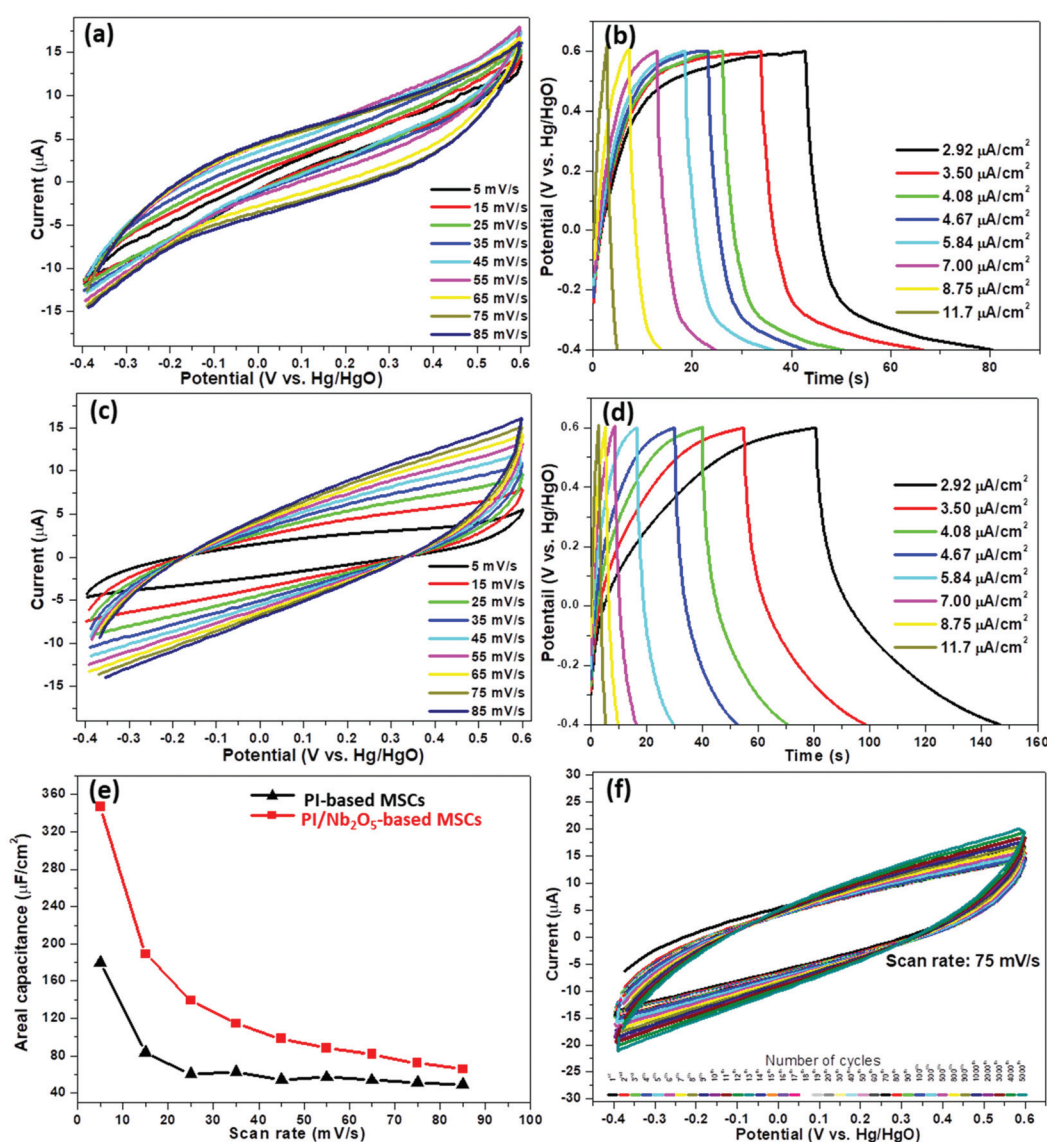 (a)
Current (μA)
15
10
5
0
-5
-10
-15
5 mV/s
15 mV/s
25 mV/s
35 mV/s
45 mV/s
55 mV/s
65 mV/s
75 mV/s
85 mV/s
-0.4 -0.3 -0.2 -0.1 0.0 0.1 0.2 0.3 0.4 0.5 0.6
Potential (V vs. Hg/HgO)
(b)
Potential (V vs. Hg/HgO)
0.6
0.4
0.2
0.0
-0.2
-0.4
2.92 μA/cm²
3.50 μA/cm²
4.08 μA/cm²
4.67 μA/cm²
5.84 μA/cm²
7.00 μA/cm²
8.75 μA/cm²
11.7 μA/cm²
0 20 40 60 80
Time (s)
(c)
Current (μA)
15
10
5
0
-5
-10
-15
5 mV/s
15 mV/s
25 mV/s
35 mV/s
45 mV/s
55 mV/s
65 mV/s
75 mV/s
85 mV/s
-0.4 -0.3 -0.2 -0.1 0.0 0.1 0.2 0.3 0.4 0.5 0.6
Potential (V vs. Hg/HgO)
(d)
Potentail (V vs. Hg/HgO)
0.6
0.4
0.2
0.0
-0.2
-0.4
2.92 μA/cm²
3.50 μA/cm²
4.08 μA/cm²
4.67 μA/cm²
5.84 μA/cm²
7.00 μA/cm²
8.75 μA/cm²
11.7 μA/cm²
0 20 40 60 80 100 120 140 160
Time (s)
(e)
Areal capacitance (μF/cm²)
360
320
280
240
200
160
120
80
40
PI-based MSCs
PI/Nb₂O₅-based MSCs
0 10 20 30 40 50 60 70 80 90 100
Scan rate (mV/s)
(f)
Current (μA)
30
25
20
15
10
5
0
-5
-10
-15
-20
-25
-30
Scan rate: 75 mV/s
Number of cycles
-0.4 -0.3 -0.2 -0.1 0.0 0.1 0.2 0.3 0.4 0.5 0.6
Potential (V vs. Hg/HgO)